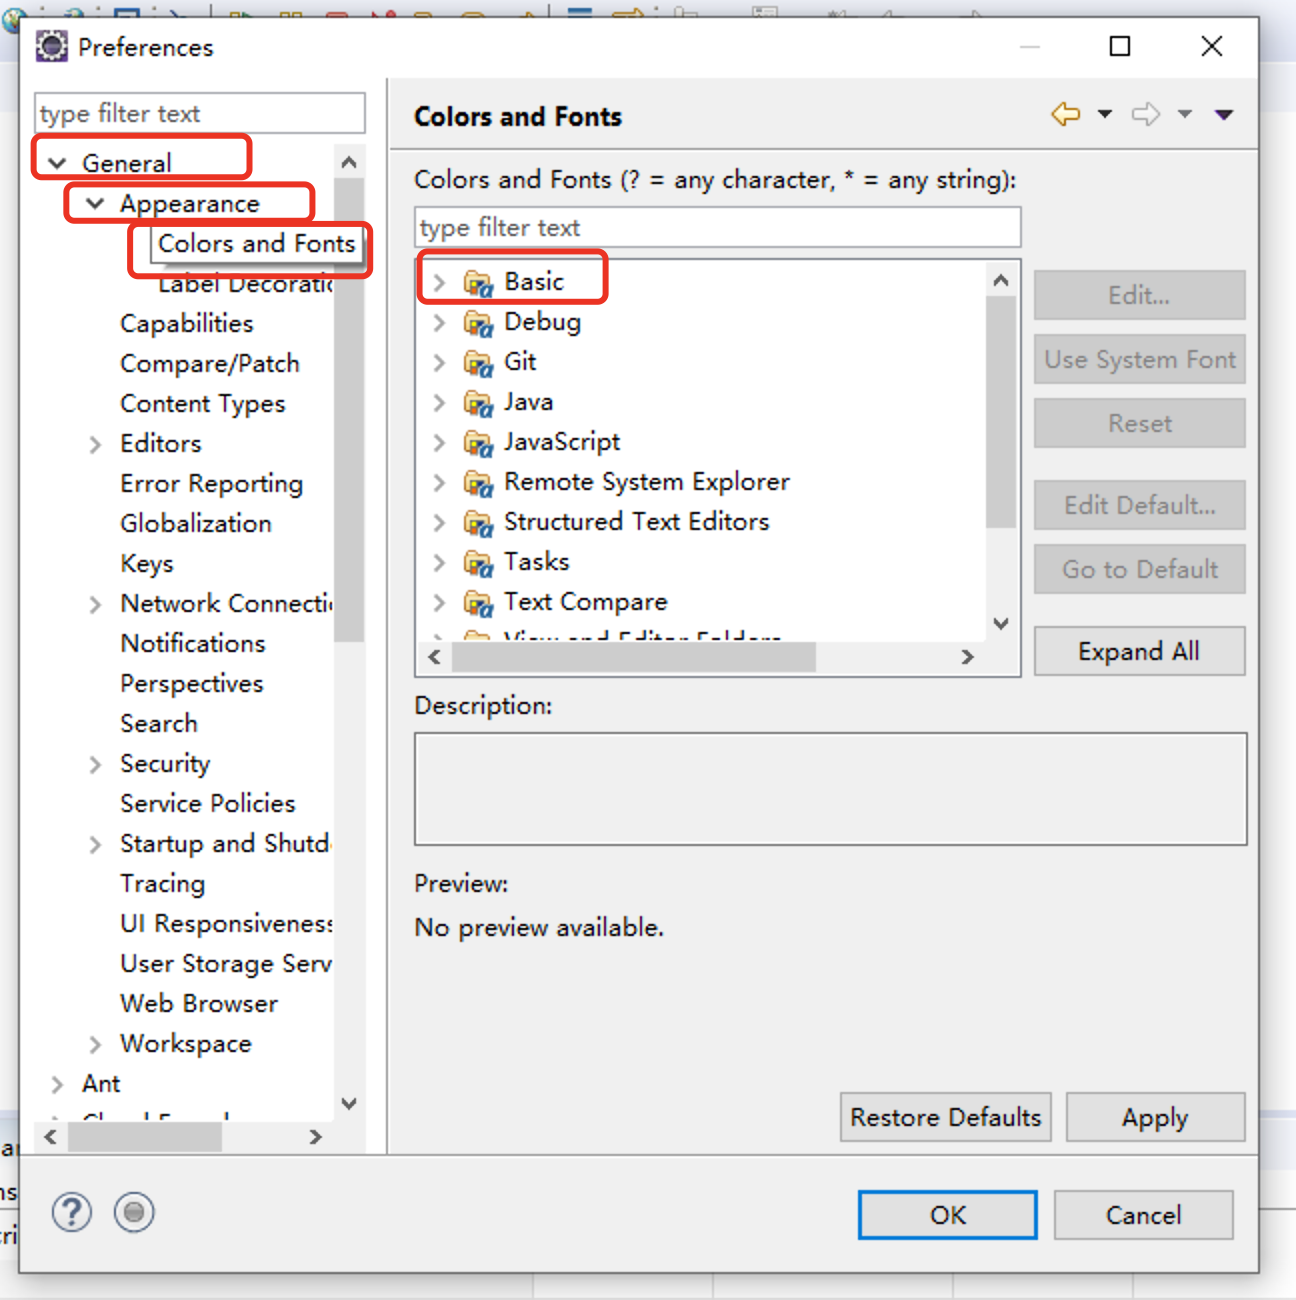 Preferences
type filter text
General
Appearance
Colors and Fonts
Label Decorati
Capabilities
Compare/Patch
Content Types
Editors
Error Reporting
Globalization
Keys
Network Connecti
Notifications
Perspectives
Search
Security
Service Policies
Startup and Shutd
Tracing
UI Responsiveness
User Storage Serv
Web Browser
Workspace
Ant
Colors and Fonts
Colors and Fonts (? = any character, * = any string):
type filter text
Basic
Debug
Git
Java
JavaScript
Remote System Explorer
Structured Text Editors
Tasks
Text Compare
View and Editor Folders
Edit...
Use System Font
Reset
Edit Default...
Go to Default
Expand All
Description:
Preview:
No preview available.
Restore Defaults
Apply
OK
Cancel